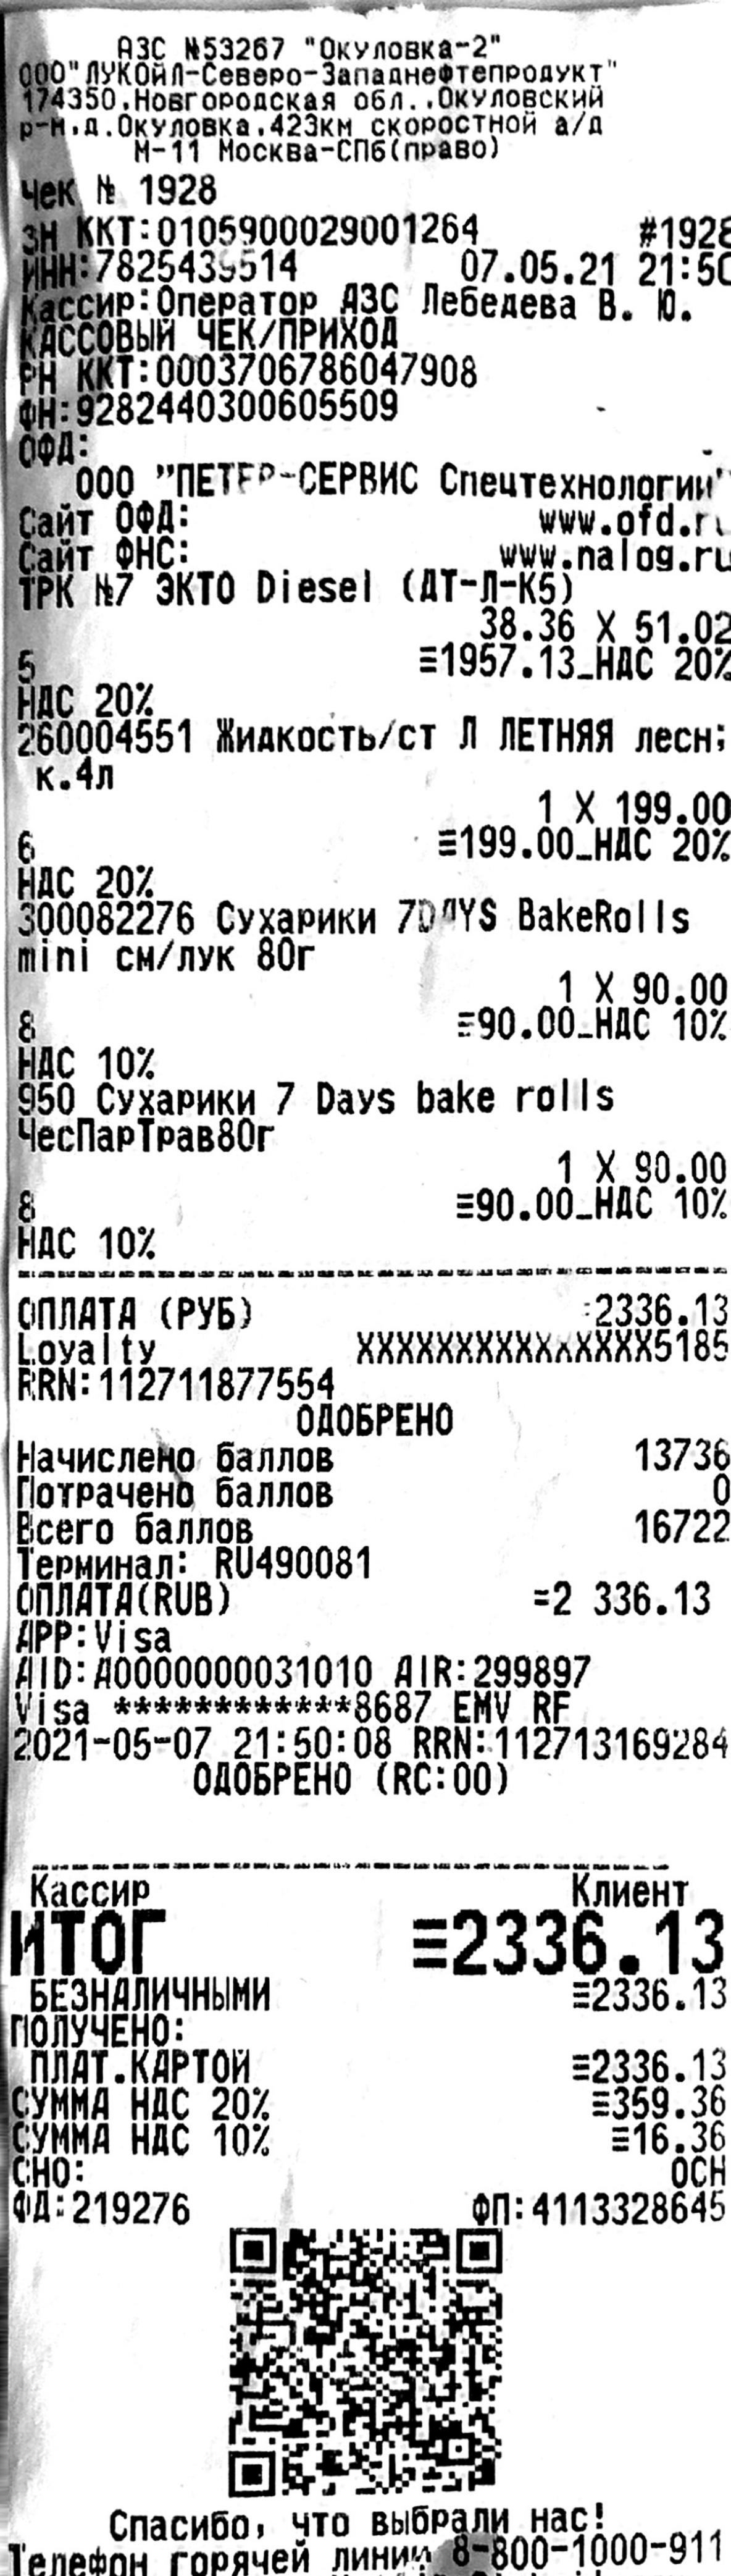 АЗС №53267 "Окуловка-2"
ООО"ЛУКОЙЛ-Северо-Западнефтепродукт"
174350,Новгородская обл.,Окуловский
р-н,д.Окуловка,423км скоростной а/д
М-11 Москва-СПб(право)
Чек № 1928
ЗН ККТ:0105900029001264 #1928
ИНН:7825439514 07.05.21 21:50
Кассир:Оператор АЗС Лебедева В. Ю.
КАССОВЫЙ ЧЕК/ПРИХОД
РН ККТ:0003706786047908
ФН:9282440300605509
ОФД:
ООО "ПЕТЕР-СЕРВИС Спецтехнологии"
Сайт ОФД: www.ofd.ru
Сайт ФНС: www.nalog.ru
ТРК №7 ЭКТО Diesel (ДТ-Л-К5)
38.36 X 51.02
5 ≡1957.13_НДС 20%
НДС 20%
260004551 Жидкость/ст Л ЛЕТНЯЯ лесн;
к.4л
1 X 199.00
6 ≡199.00_НДС 20%
НДС 20%
300082276 Сухарики 7DAYS BakeRolls
mini см/лук 80г
1 X 90.00
8 ≡90.00_НДС 10%
НДС 10%
950 Сухарики 7 Days bake rolls
ЧесПарТрав80г
1 X 90.00
8 ≡90.00_НДС 10%
НДС 10%
ОПЛАТА (РУБ) :2336.13
Loyalty XXXXXXXXXXXXXXX5185
RRN:112711877554
ОДОБРЕНО
Начислено баллов 13736
Потрачено баллов 0
Всего баллов 16722
Терминал: RU490081
ОПЛАТА(RUB) =2 336.13
APP:Visa
AID:A0000000031010 AIR:299897
Visa ************8687 EMV RF
2021-05-07 21:50:08 RRN:112713169284
ОДОБРЕНО (RC:00)
Кассир Клиент
ИТОГ ≡2336.13
БЕЗНАЛИЧНЫМИ ≡2336.13
ПОЛУЧЕНО:
ПЛАТ.КАРТОЙ ≡2336.13
СУММА НДС 20% ≡359.36
СУММА НДС 10% ≡16.36
СНО: ОСН
ФД:219276 ФП:4113328645
Спасибо, что выбрали нас!
Телефон горячей линии 8-800-1000-911